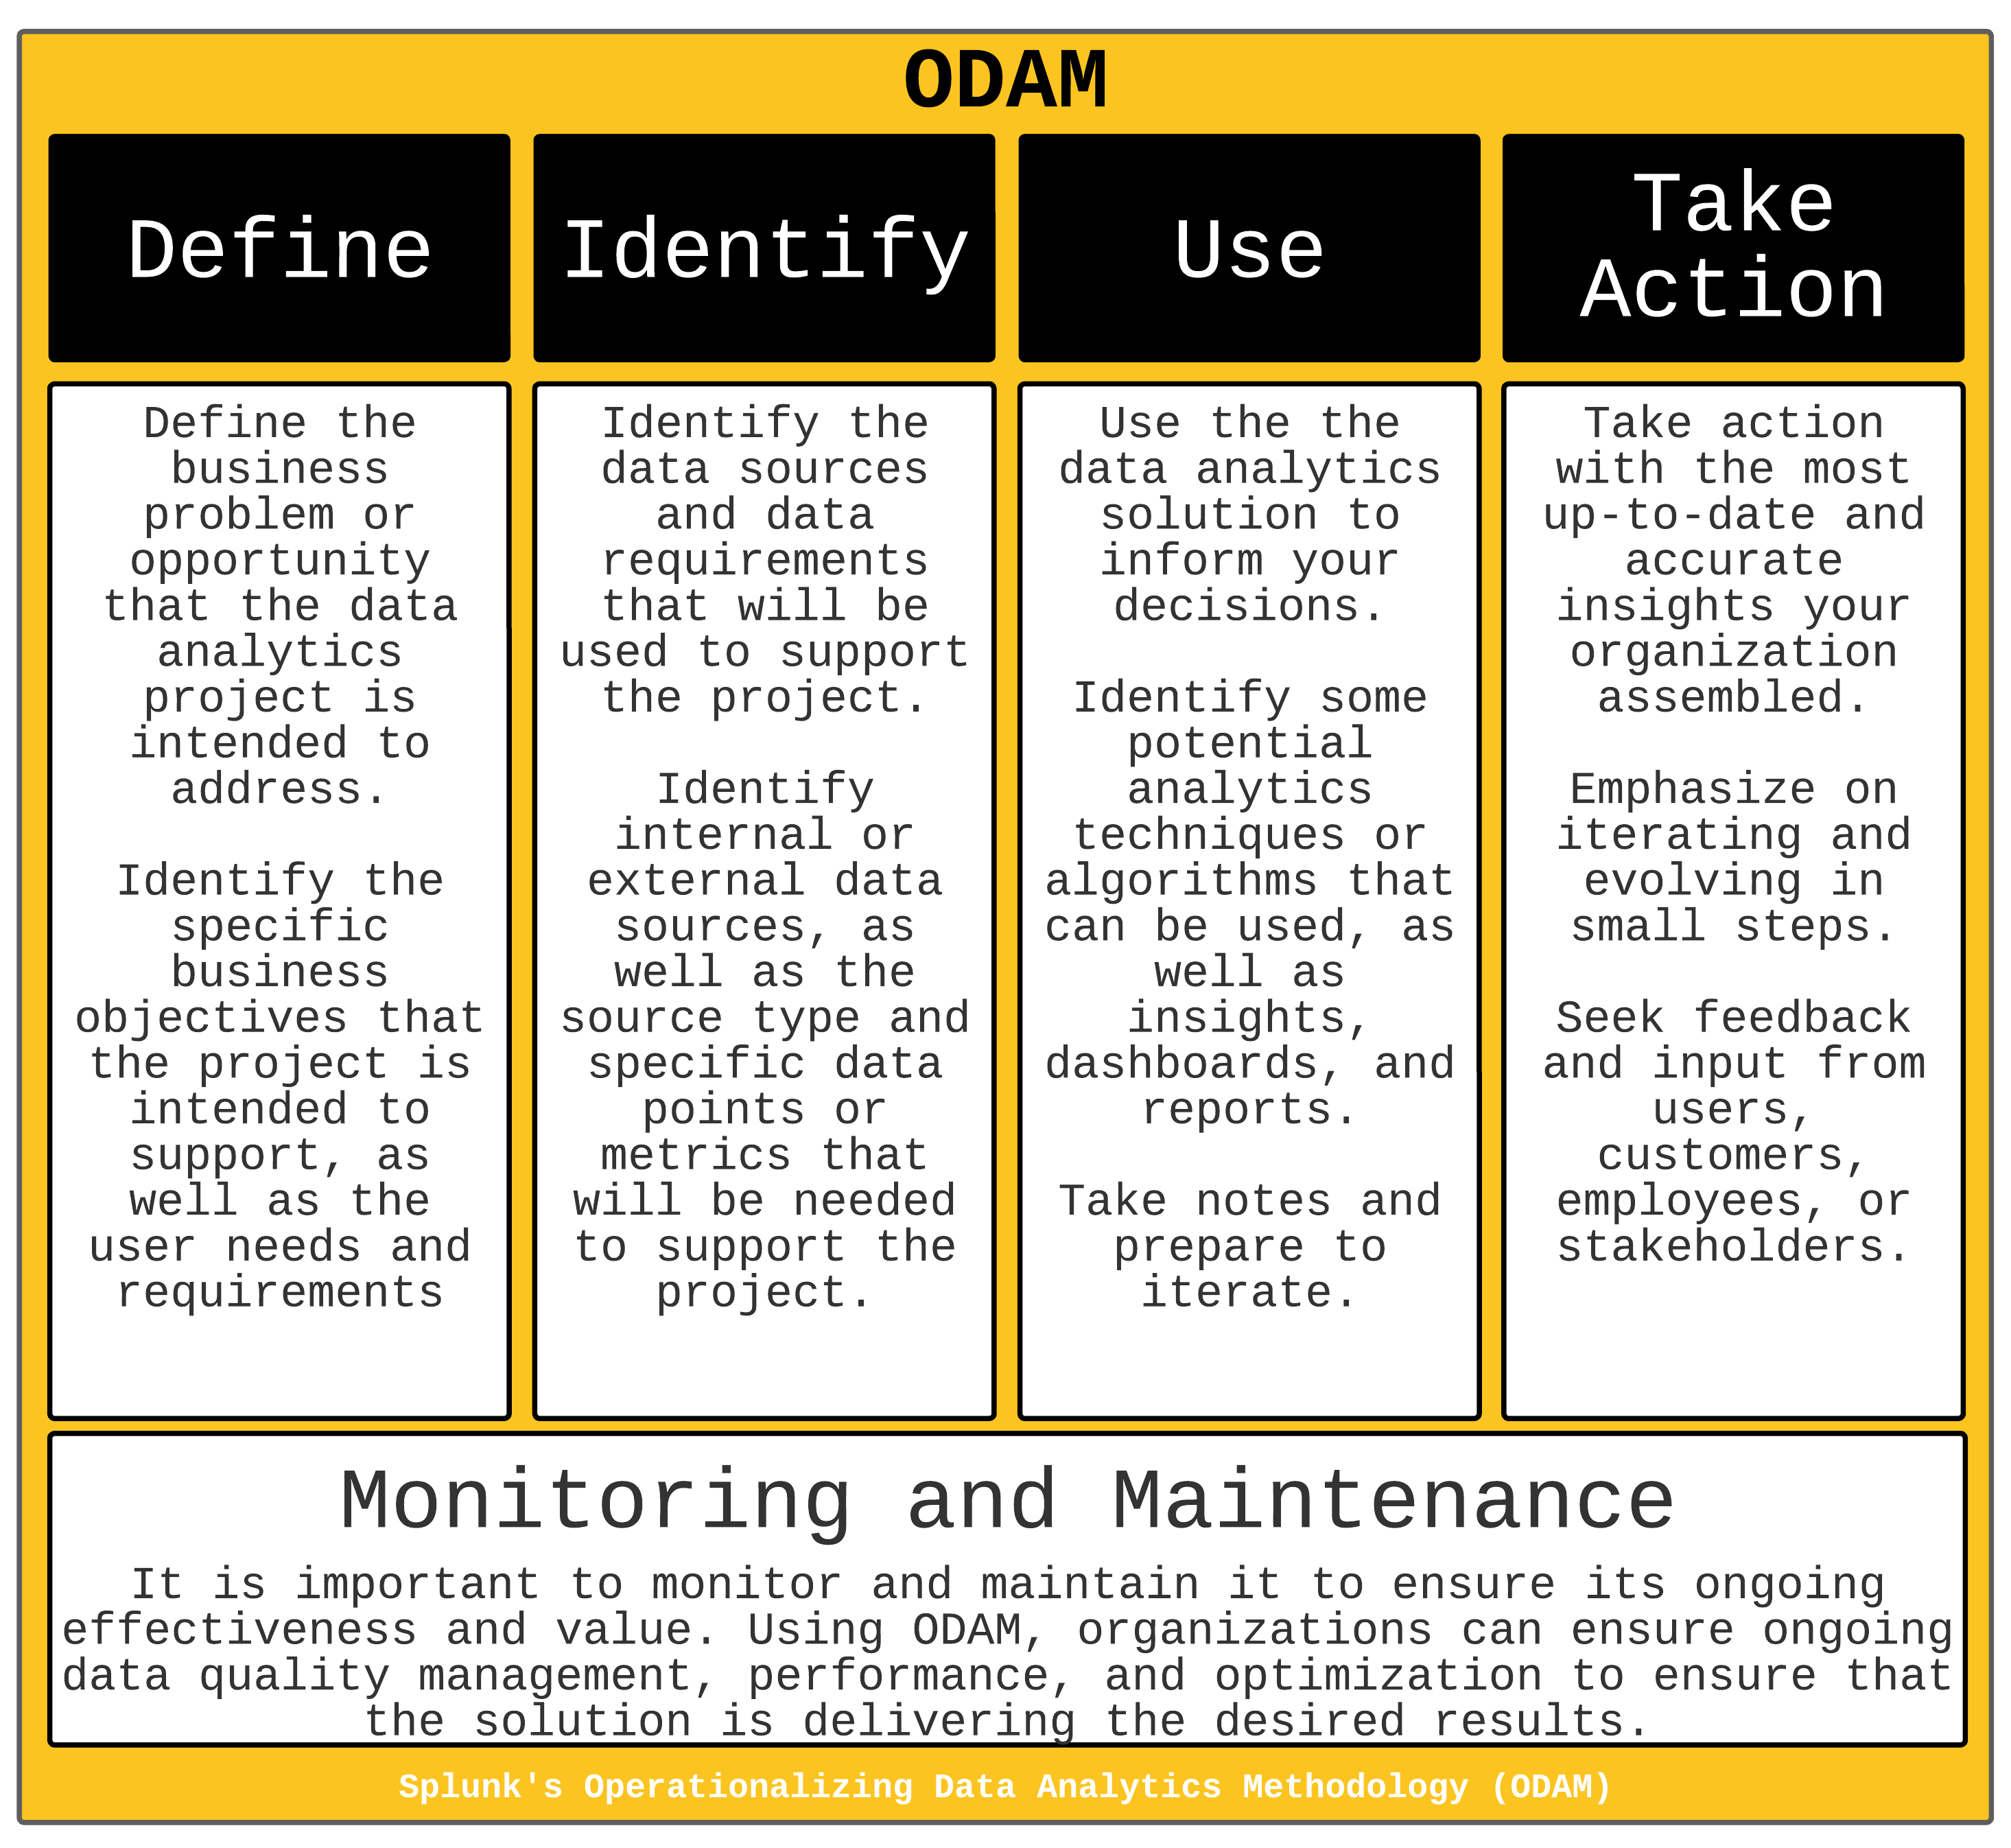 ODAM
Define
Identify
Use
Take
Action
Define the
business
problem or
opportunity
that the data
analytics
project is
intended to
address.
Identify the
specific
business
objectives that
the project is
intended to
support, as
well as the
user needs and
requirements
Identify the
data sources
and data
requirements
that will be
used to support
the project.
Identify
internal or
external data
sources, as
well as the
source type and
specific data
points or
metrics that
will be needed
to support the
project.
Use the the
data analytics
solution to
inform your
decisions.
Identify some
potential
analytics
techniques or
algorithms that
can be used, as
well as
insights,
dashboards, and
reports.
Take notes and
prepare to
iterate.
Take action
with the most
up-to-date and
accurate
insights your
organization
assembled.
Emphasize on
iterating and
evolving in
small steps.
Seek feedback
and input from
users,
customers,
employees, or
stakeholders.
Monitoring and Maintenance
It is important to monitor and maintain it to ensure its ongoing
effectiveness and value. Using ODAM, organizations can ensure ongoing
data quality management, performance, and optimization to ensure that
the solution is delivering the desired results.
Splunk's Operationalizing Data Analytics Methodology (ODAM)